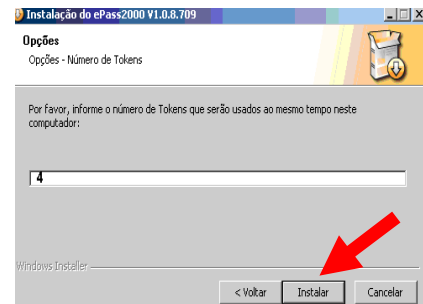 Instalação do ePass2000 V1.0.8.709
Opções
Opções - Número de Tokens
Por favor, informe o número de Tokens que serão usados ao mesmo tempo neste
computador:
4
Windows Installer
< Voltar Instalar Cancelar